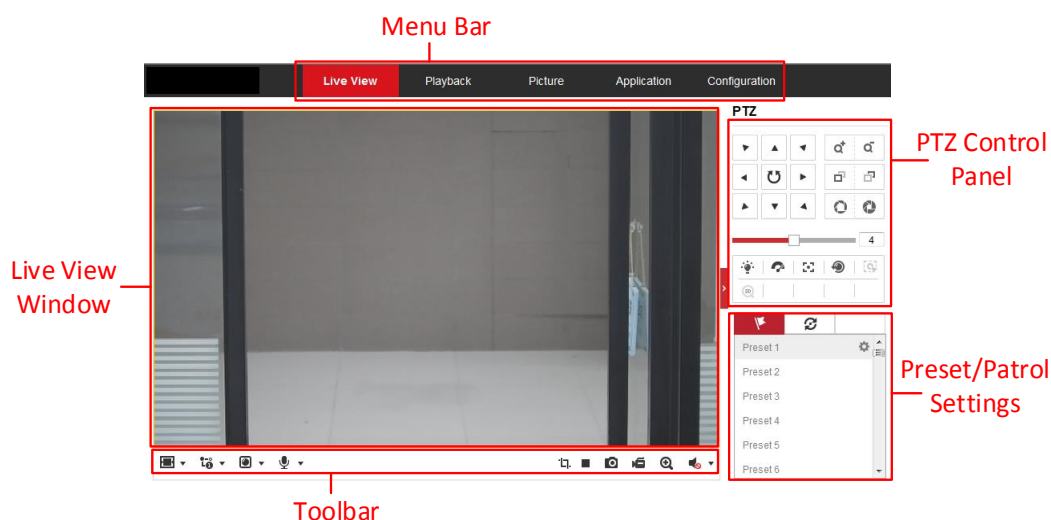 Menu Bar
Live View Playback Picture Application Configuration
PTZ
PTZ Control
Panel
4
Live View
Window
3D
Preset 1
Preset 2
Preset 3
Preset 4
Preset 5
Preset 6
Preset/Patrol
Settings
Toolbar